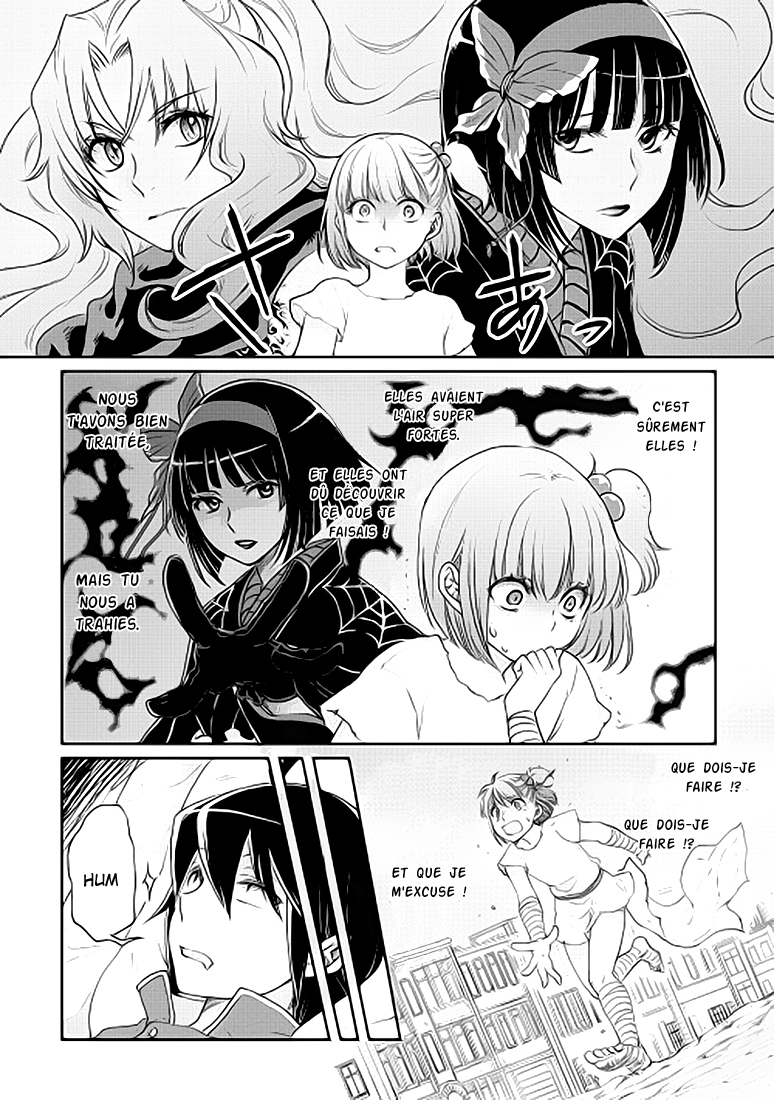 あっ
C'EST
SÛREMENT
ELLES !
ELLES AVAIENT
L'AIR SUPER
FORTES.
ET ELLES ONT
DÛ DÉCOUVRIR
CE QUE JE
FAISAIS !
NOUS
T'AVONS BIEN
TRAITÉE,
MAIS TU
NOUS A
TRAHIES.
QUE DOIS-JE
FAIRE !?
QUE DOIS-JE
FAIRE !?
ET QUE JE
M'EXCUSE !
HUM